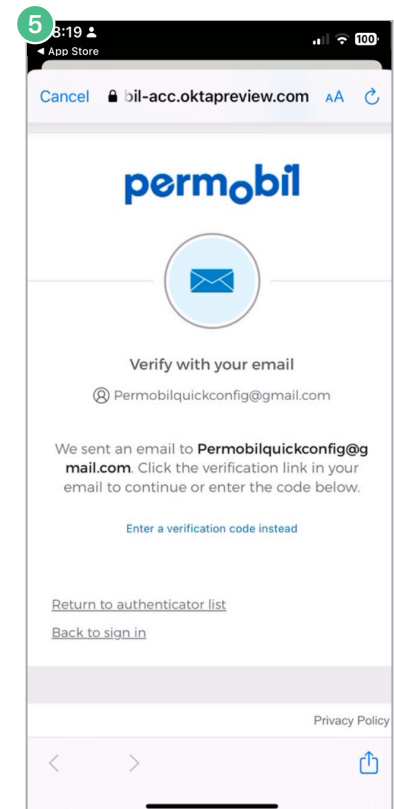 5
8:19
100
◀ App Store
Cancel bil-acc.oktapreview.com AA
permobil
Verify with your email
Permobilquickconfig@gmail.com
We sent an email to Permobilquickconfig@g
mail.com. Click the verification link in your
email to continue or enter the code below.
Enter a verification code instead
Return to authenticator list
Back to sign in
Privacy Policy